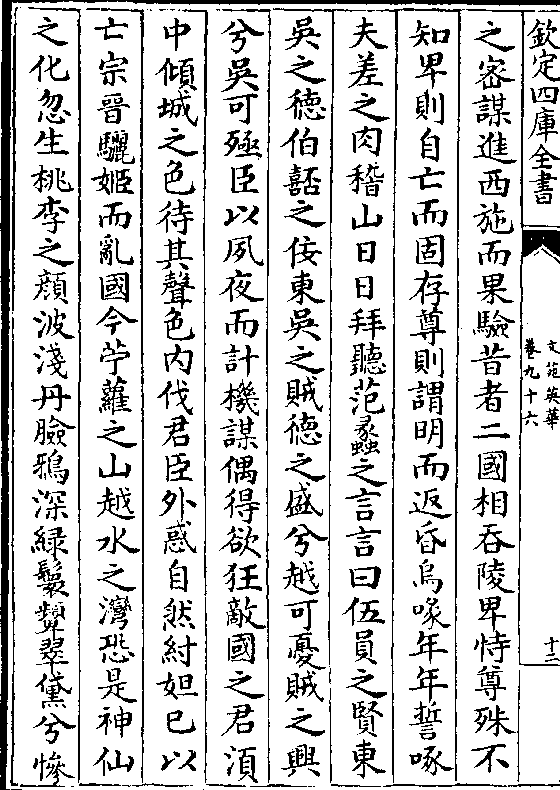 欽定四庫全書
文苑英華
卷九十六
十三
之宻謀進西施而果驗昔者二國相吞陵卑恃尊殊不
知卑則自亡而固存尊則謂明而返昏烏喙年年誓啄
夫差之肉稽山日日拜聽范蠡之言言曰伍員之賢東
吳之德伯嚭之佞東吳之賊德之盛兮越可憂賊之興
兮吳可殛臣以夙夜而計機謀偶得欲狂敵國之君湏
中傾城之色待其聲色内伐君臣外惑自然紂妲已以
亡宗晉驪姬而亂國今苧蘿之山越水之灣恐是神仙
之化忽生桃李之顔波淺丹臉鴉深緑鬟顰翠黛兮慘